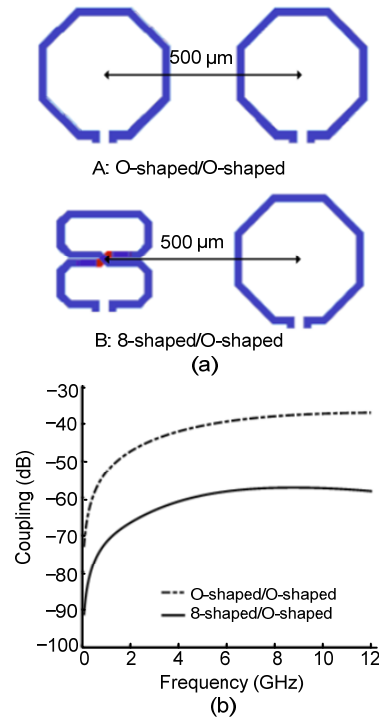 500 µm
A: O-shaped/O-shaped
500 µm
B: 8-shaped/O-shaped
(a)
−30
−40
−50
−60
−70
−80
−90
−100
Coupling (dB)
O-shaped/O-shaped
8-shaped/O-shaped
0 2 4 6 8 10 12
Frequency (GHz)
(b)